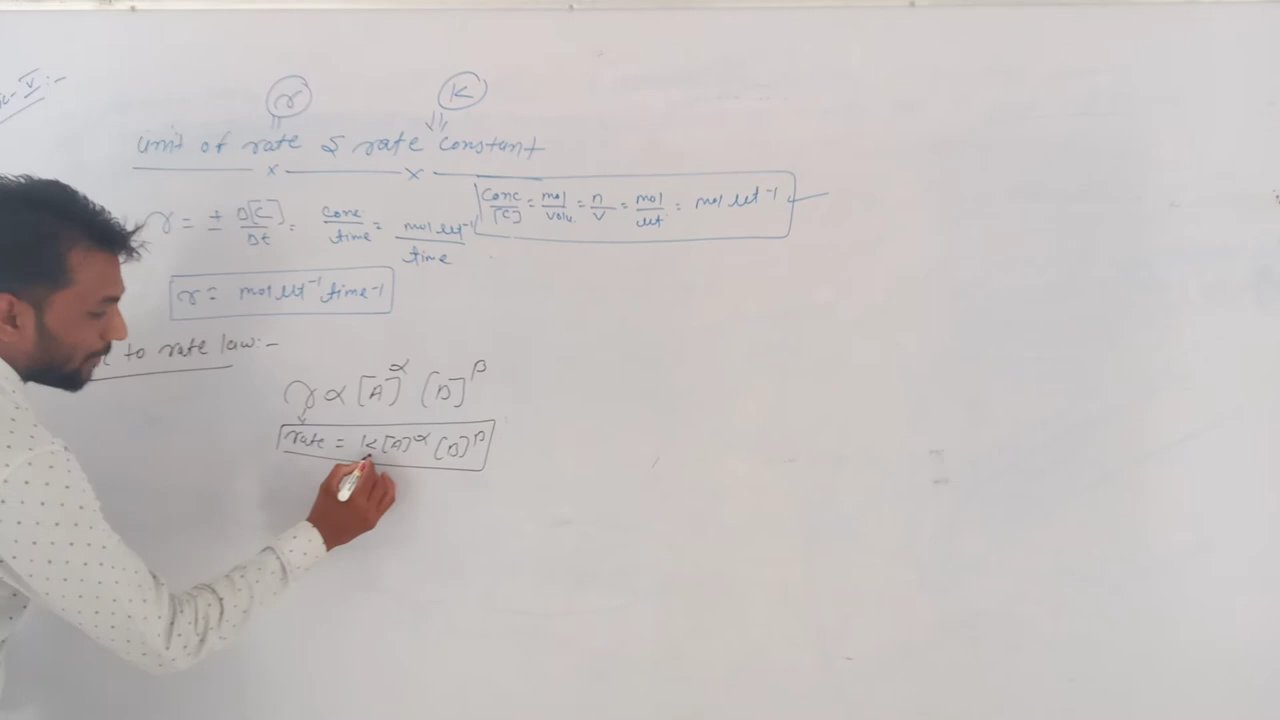 V :-
r K
unit of rate & rate constant
r = ± Δ[C]/Δt = conc/time = mol lit⁻¹/time
Conc/[C] = mol/Volu. = n/V = mol/lit = mol lit⁻¹
r = mol lit⁻¹ time⁻¹
to rate law:-
r ∝ [A]^α [B]^β
rate = K[A]^α [B]^β